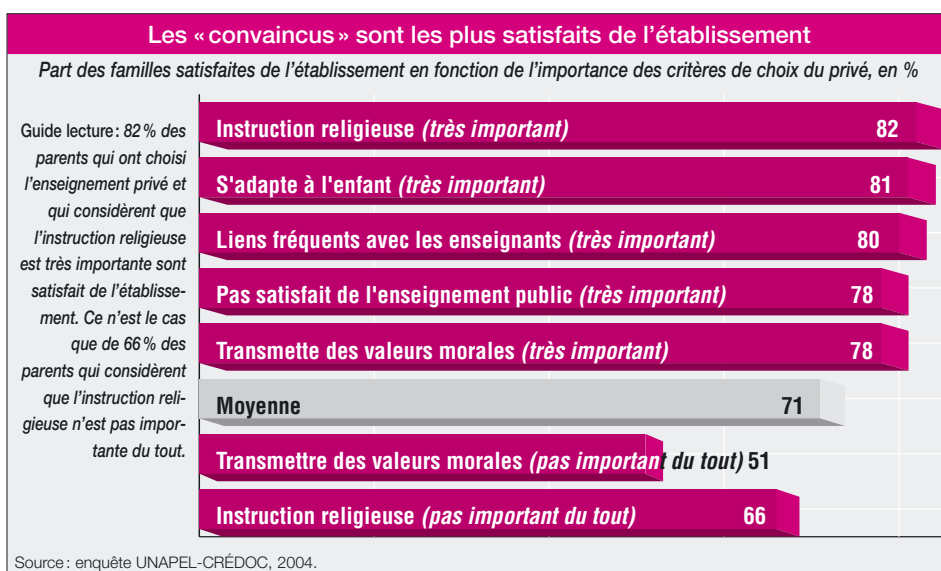 Les « convaincus » sont les plus satisfaits de l'établissement
Part des familles satisfaites de l'établissement en fonction de l'importance des critères de choix du privé, en %
Guide lecture : 82 % des
parents qui ont choisi
l'enseignement privé et
qui considèrent que
l'instruction religieuse
est très importante sont
satisfait de l'établisse-
ment. Ce n'est le cas
que de 66 % des
parents qui considèrent
que l'instruction reli-
gieuse n'est pas impor-
tante du tout.
Instruction religieuse (très important) 82
S'adapte à l'enfant (très important) 81
Liens fréquents avec les enseignants (très important) 80
Pas satisfait de l'enseignement public (très important) 78
Transmette des valeurs morales (très important) 78
Moyenne 71
Transmettre des valeurs morales (pas important du tout) 51
Instruction religieuse (pas important du tout) 66
Source : enquête UNAPEL-CRÉDOC, 2004.